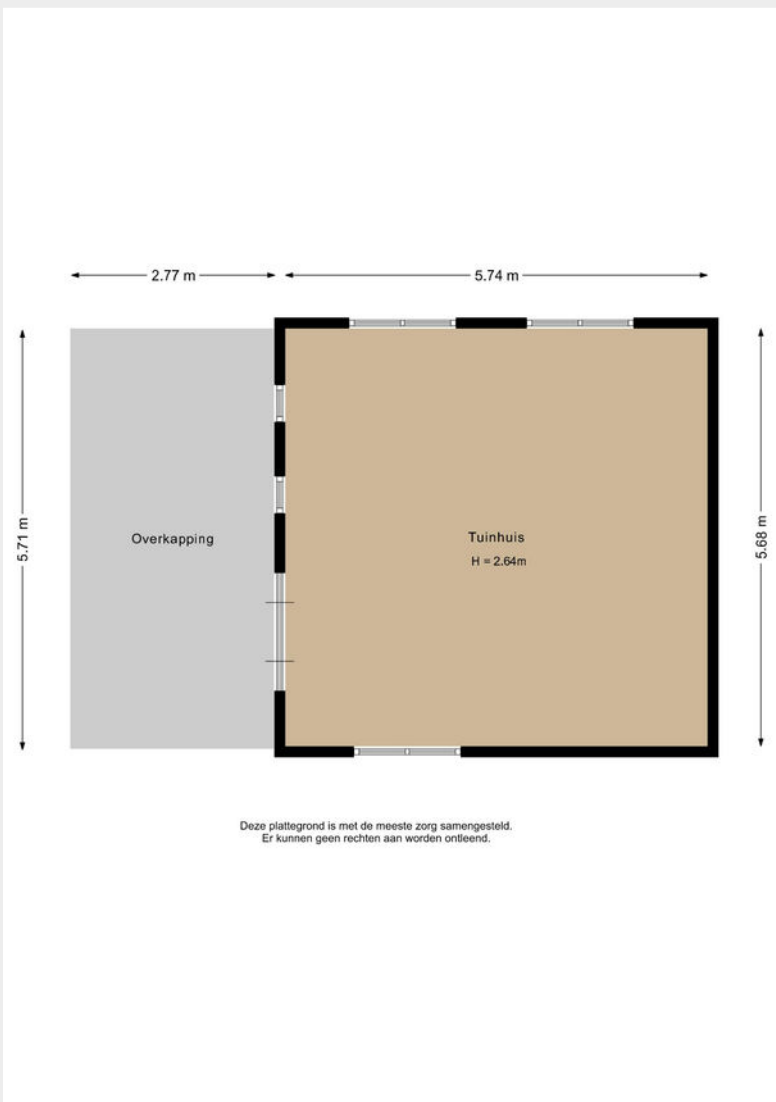 2.77 m
5.74 m
5.71 m
5.68 m
Overkapping
Tuinhuis
H = 2.64m
Deze plattegrond is met de meeste zorg samengesteld.
Er kunnen geen rechten aan worden ontleend.